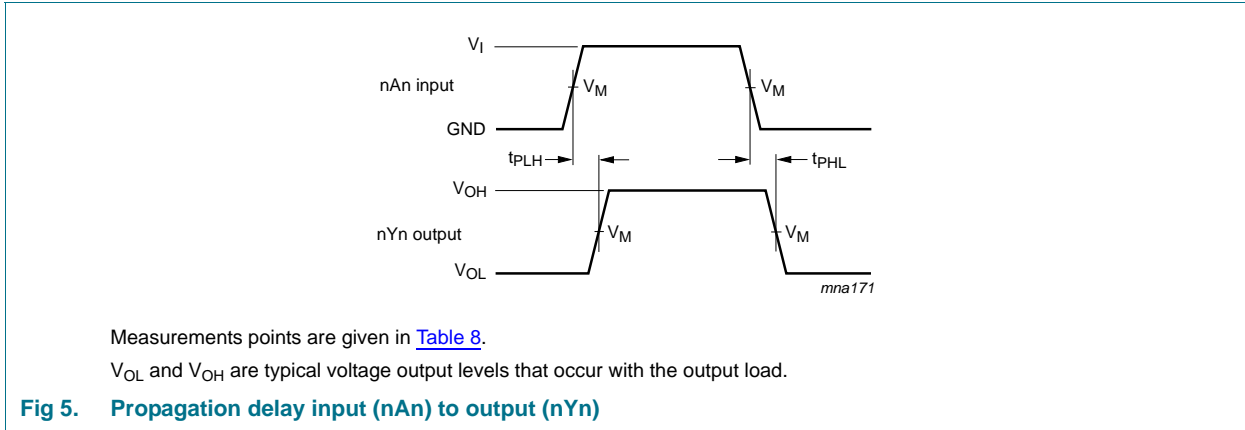 VI
nAn input
VM
VM
GND
tPLH
tPHL
VOH
nYn output
VM
VM
VOL
mna171
Measurements points are given in Table 8.
VOL and VOH are typical voltage output levels that occur with the output load.
Fig 5. Propagation delay input (nAn) to output (nYn)